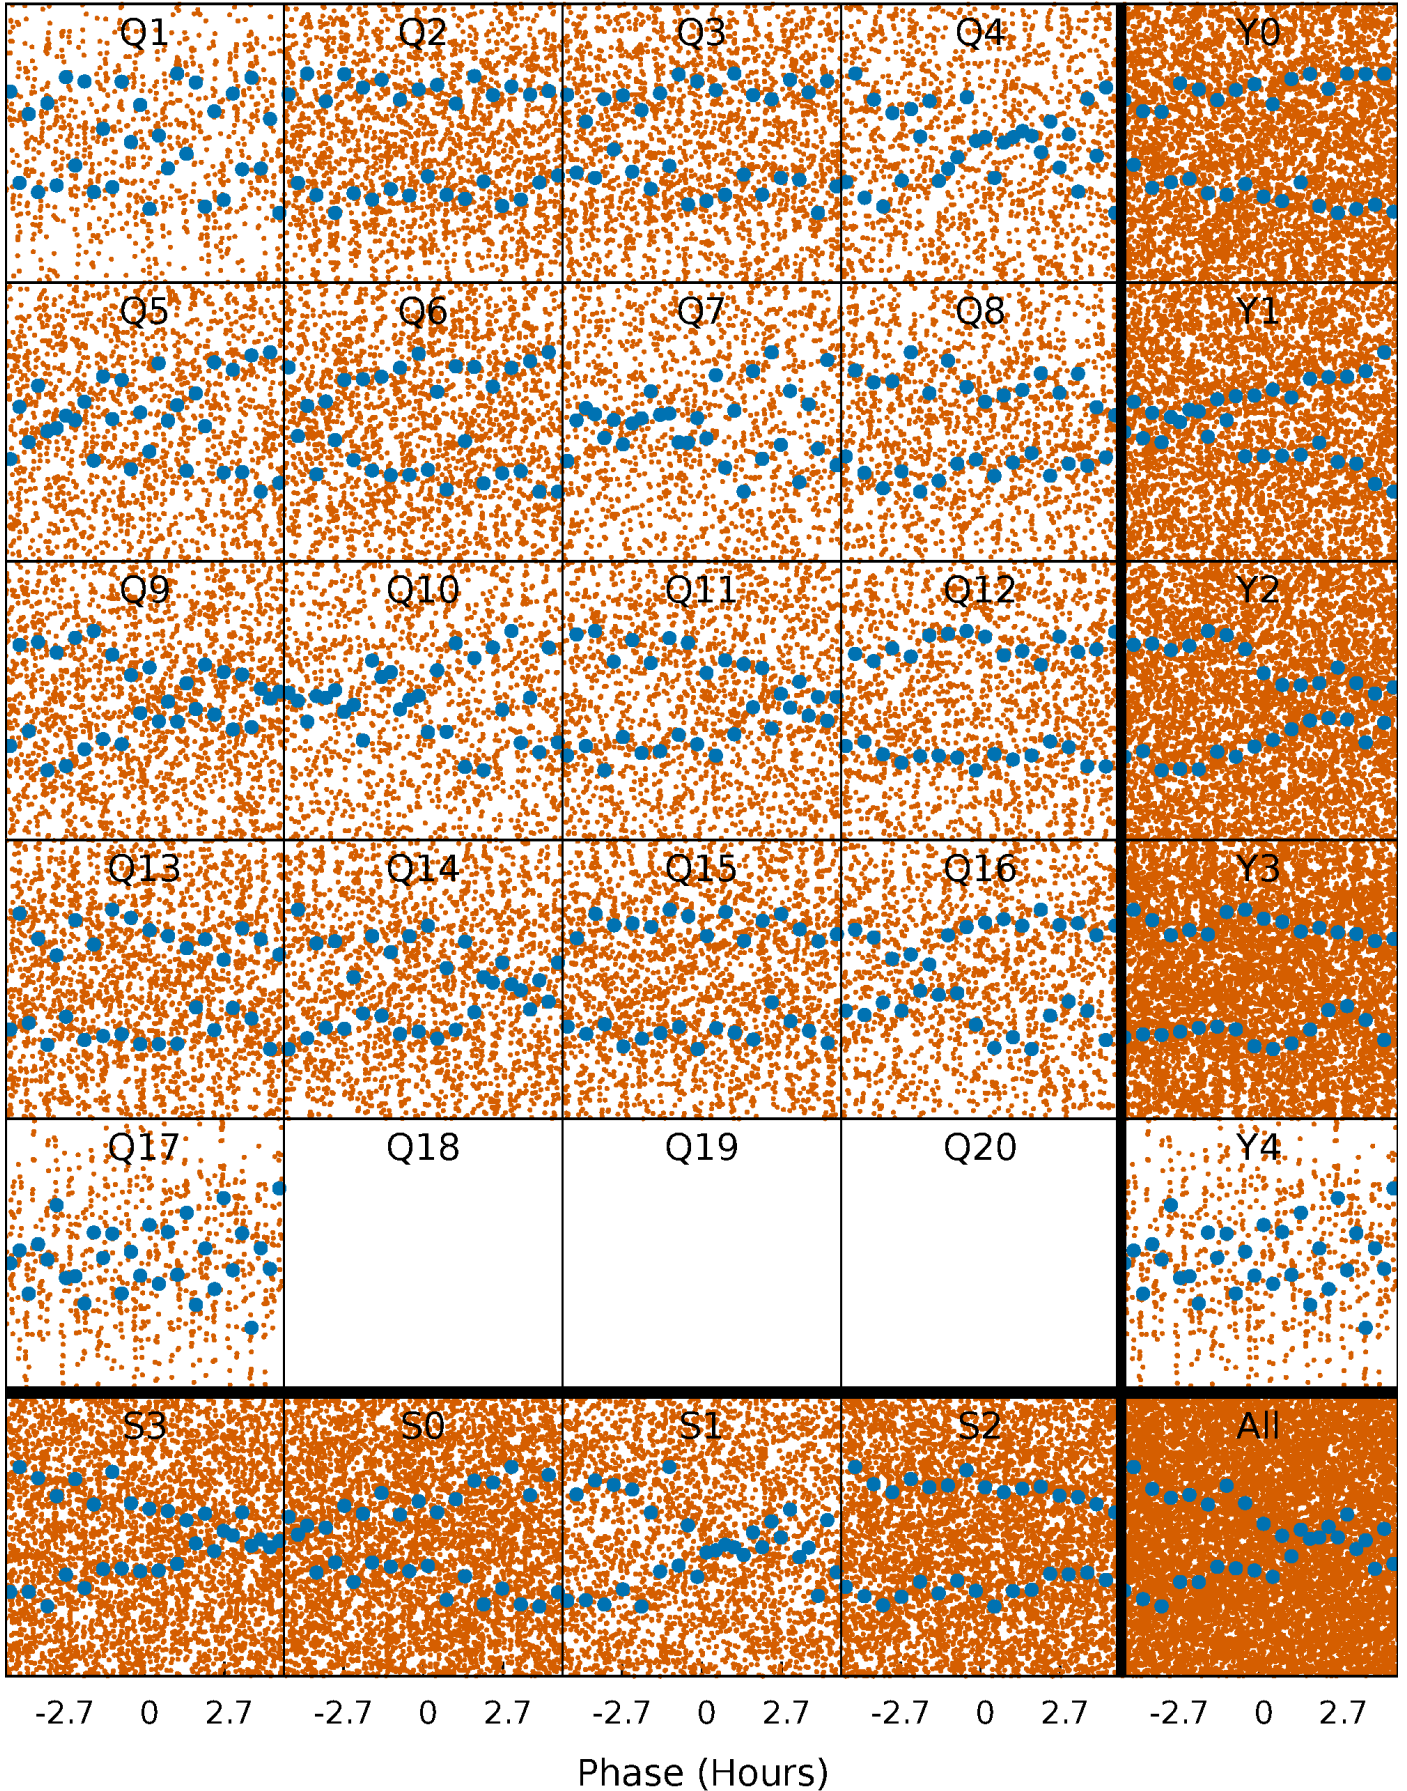 Q1 Q2 Q3 Q4 Y0
Q5 Q6 Q7 Q8 Y1
Q9 Q10 Q11 Q12 Y2
Q13 Q14 Q15 Q16 Y3
Q17 Q18 Q19 Q20 Y4
S3 S0 S1 S2 All
-2.7 0 2.7 -2.7 0 2.7 -2.7 0 2.7 -2.7 0 2.7 -2.7 0 2.7
Phase (Hours)